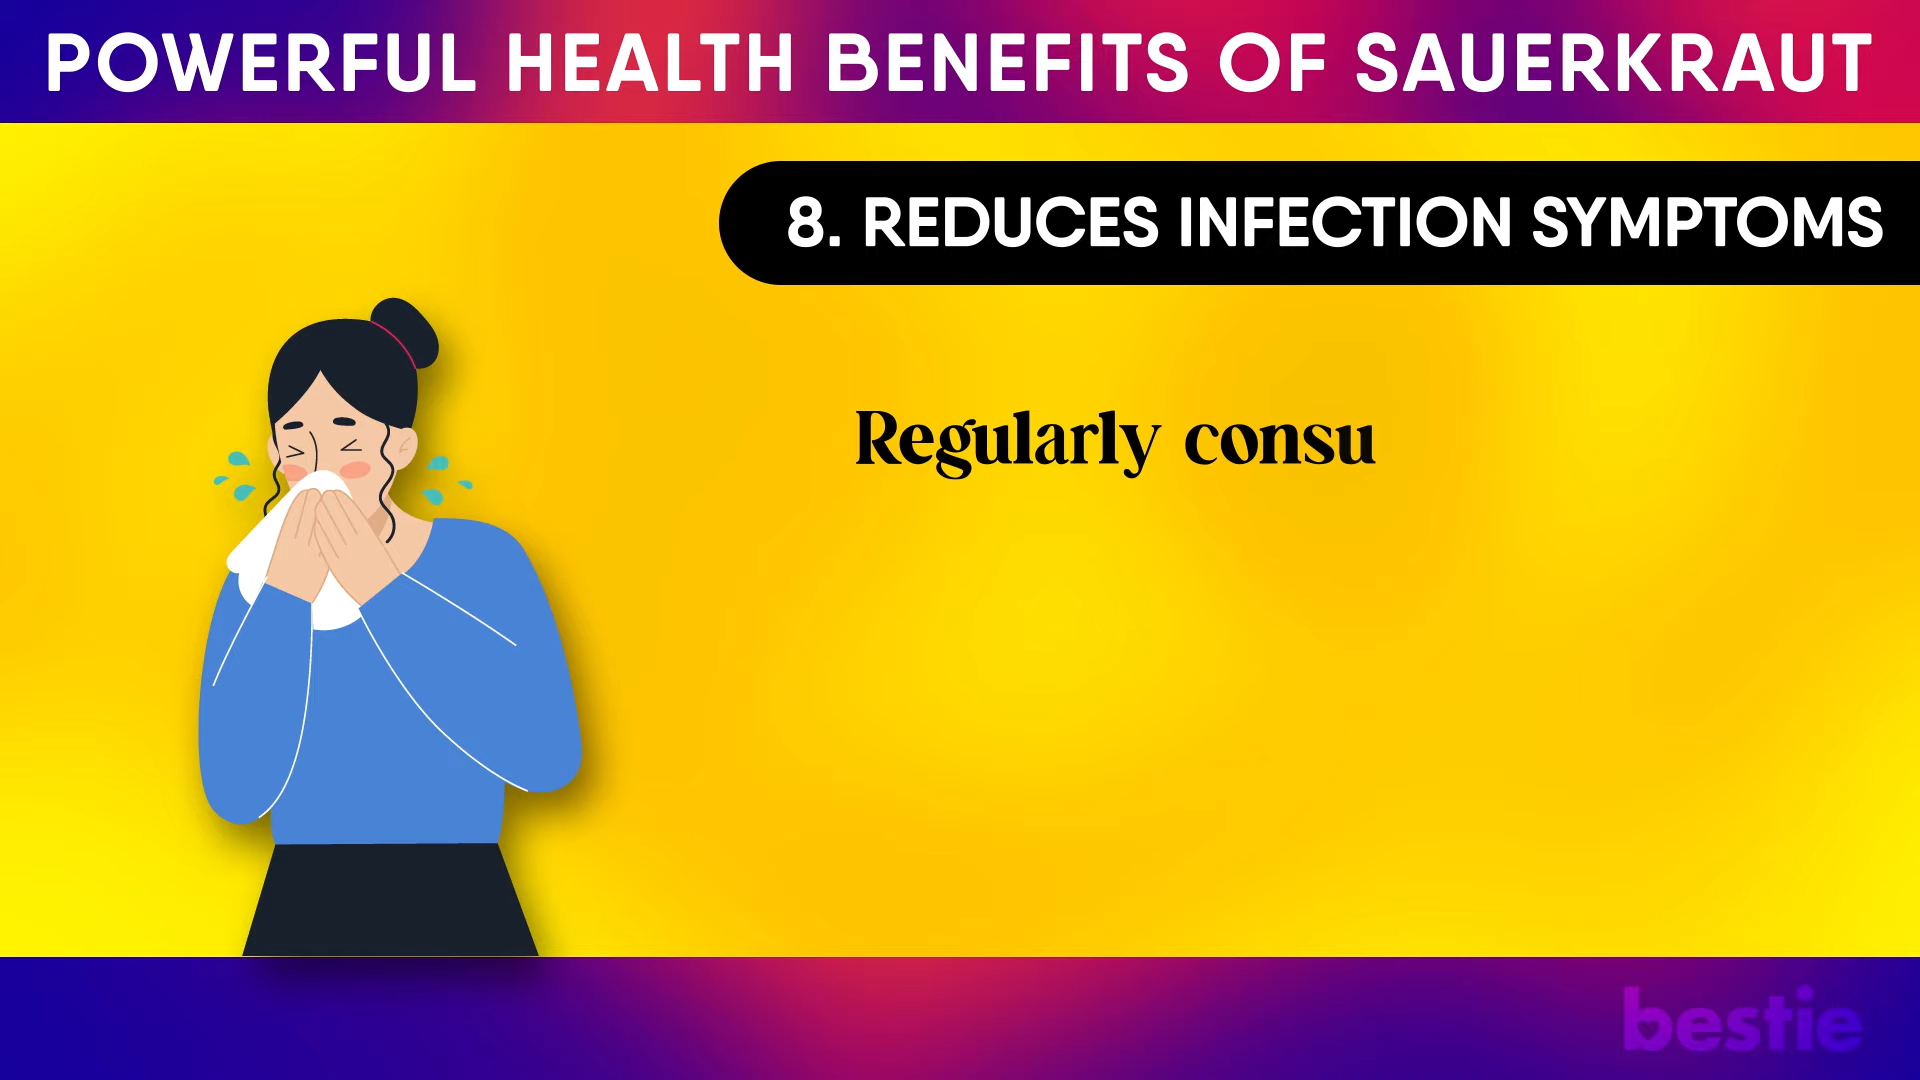 POWERFUL HEALTH BENEFITS OF SAUERKRAUT
8. REDUCES INFECTION SYMPTOMS
Regularly consu
bestie